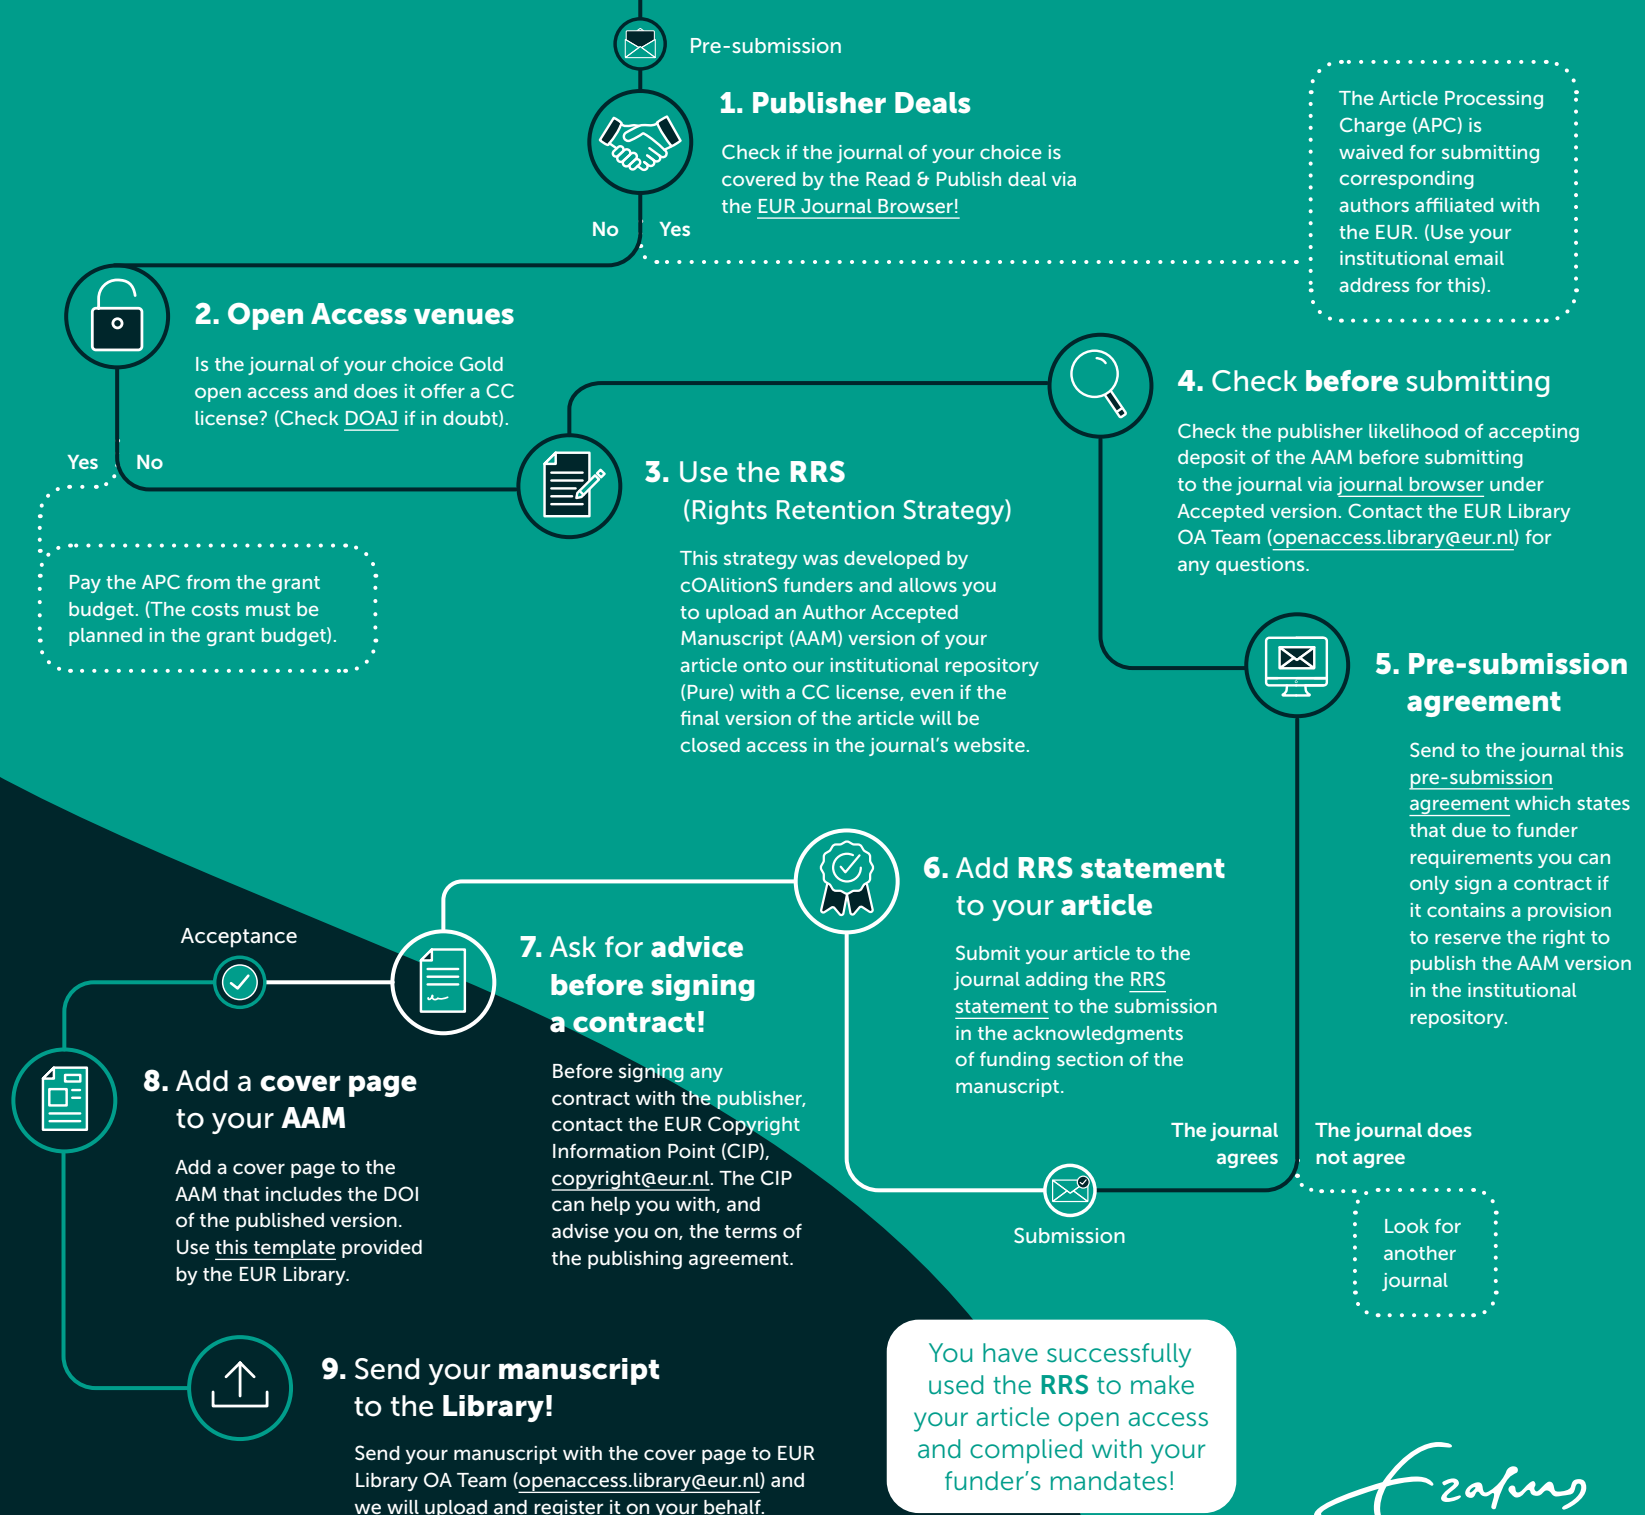 Pre-submission
1. Publisher Deals
Check if the journal of your choice is
covered by the Read & Publish deal via
the EUR Journal Browser!
No
Yes
The Article Processing
Charge (APC) is
waived for submitting
corresponding
authors affiliated with
the EUR. (Use your
institutional email
address for this).
2. Open Access venues
Is the journal of your choice Gold
open access and does it offer a CC
license? (Check DOAJ if in doubt).
Yes
No
Pay the APC from the grant
budget. (The costs must be
planned in the grant budget).
3. Use the RRS
(Rights Retention Strategy)
This strategy was developed by
cOAlitionS funders and allows you
to upload an Author Accepted
Manuscript (AAM) version of your
article onto our institutional repository
(Pure) with a CC license, even if the
final version of the article will be
closed access in the journal's website.
4. Check before submitting
Check the publisher likelihood of accepting
deposit of the AAM before submitting
to the journal via journal browser under
Accepted version. Contact the EUR Library
OA Team (openaccess.library@eur.nl) for
any questions.
5. Pre-submission
agreement
Send to the journal this
pre-submission
agreement which states
that due to funder
requirements you can
only sign a contract if
it contains a provision
to reserve the right to
publish the AAM version
in the institutional
repository.
The journal
agrees
The journal does
not agree
Look for
another
journal
Submission
6. Add RRS statement
to your article
Submit your article to the
journal adding the RRS
statement to the submission
in the acknowledgments
of funding section of the
manuscript.
7. Ask for advice
before signing
a contract!
Before signing any
contract with the publisher,
contact the EUR Copyright
Information Point (CIP),
copyright@eur.nl. The CIP
can help you with, and
advise you on, the terms of
the publishing agreement.
Acceptance
8. Add a cover page
to your AAM
Add a cover page to the
AAM that includes the DOI
of the published version.
Use this template provided
by the EUR Library.
9. Send your manuscript
to the Library!
Send your manuscript with the cover page to EUR
Library OA Team (openaccess.library@eur.nl) and
we will upload and register it on your behalf.
You have successfully
used the RRS to make
your article open access
and complied with your
funder's mandates!
Erasmus